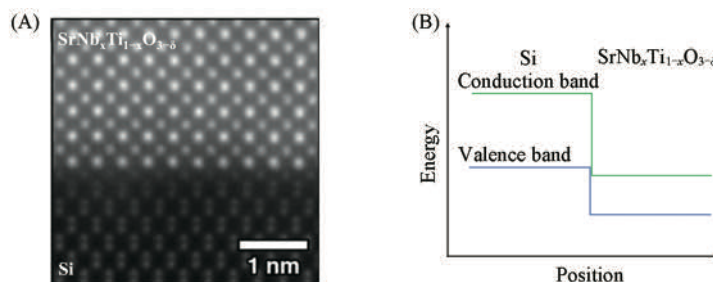 (A)
SrNbₓTi₁₋ₓO₃₋δ
Si
1 nm
(B)
Si
SrNbₓTi₁₋ₓO₃₋δ
Conduction band
Valence band
Energy
Position